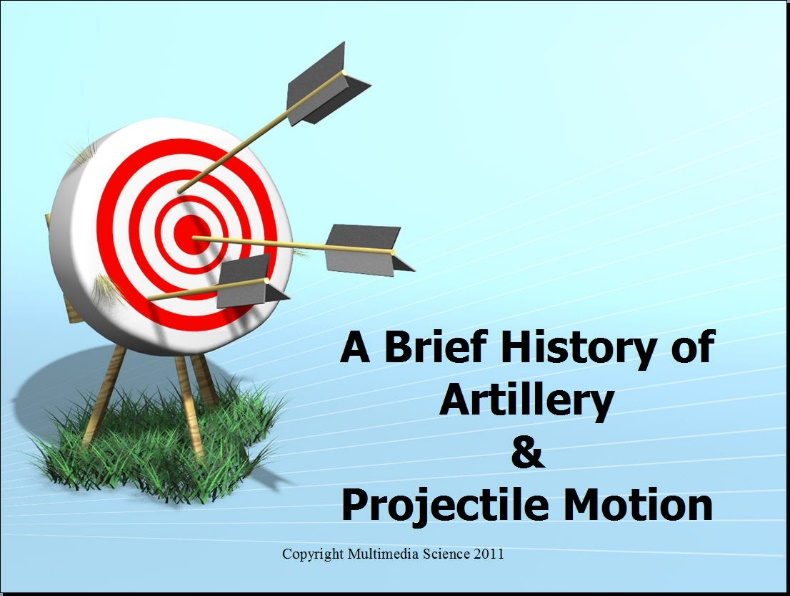 A Brief History of
Artillery
&
Projectile Motion
Copyright Multimedia Science 2011